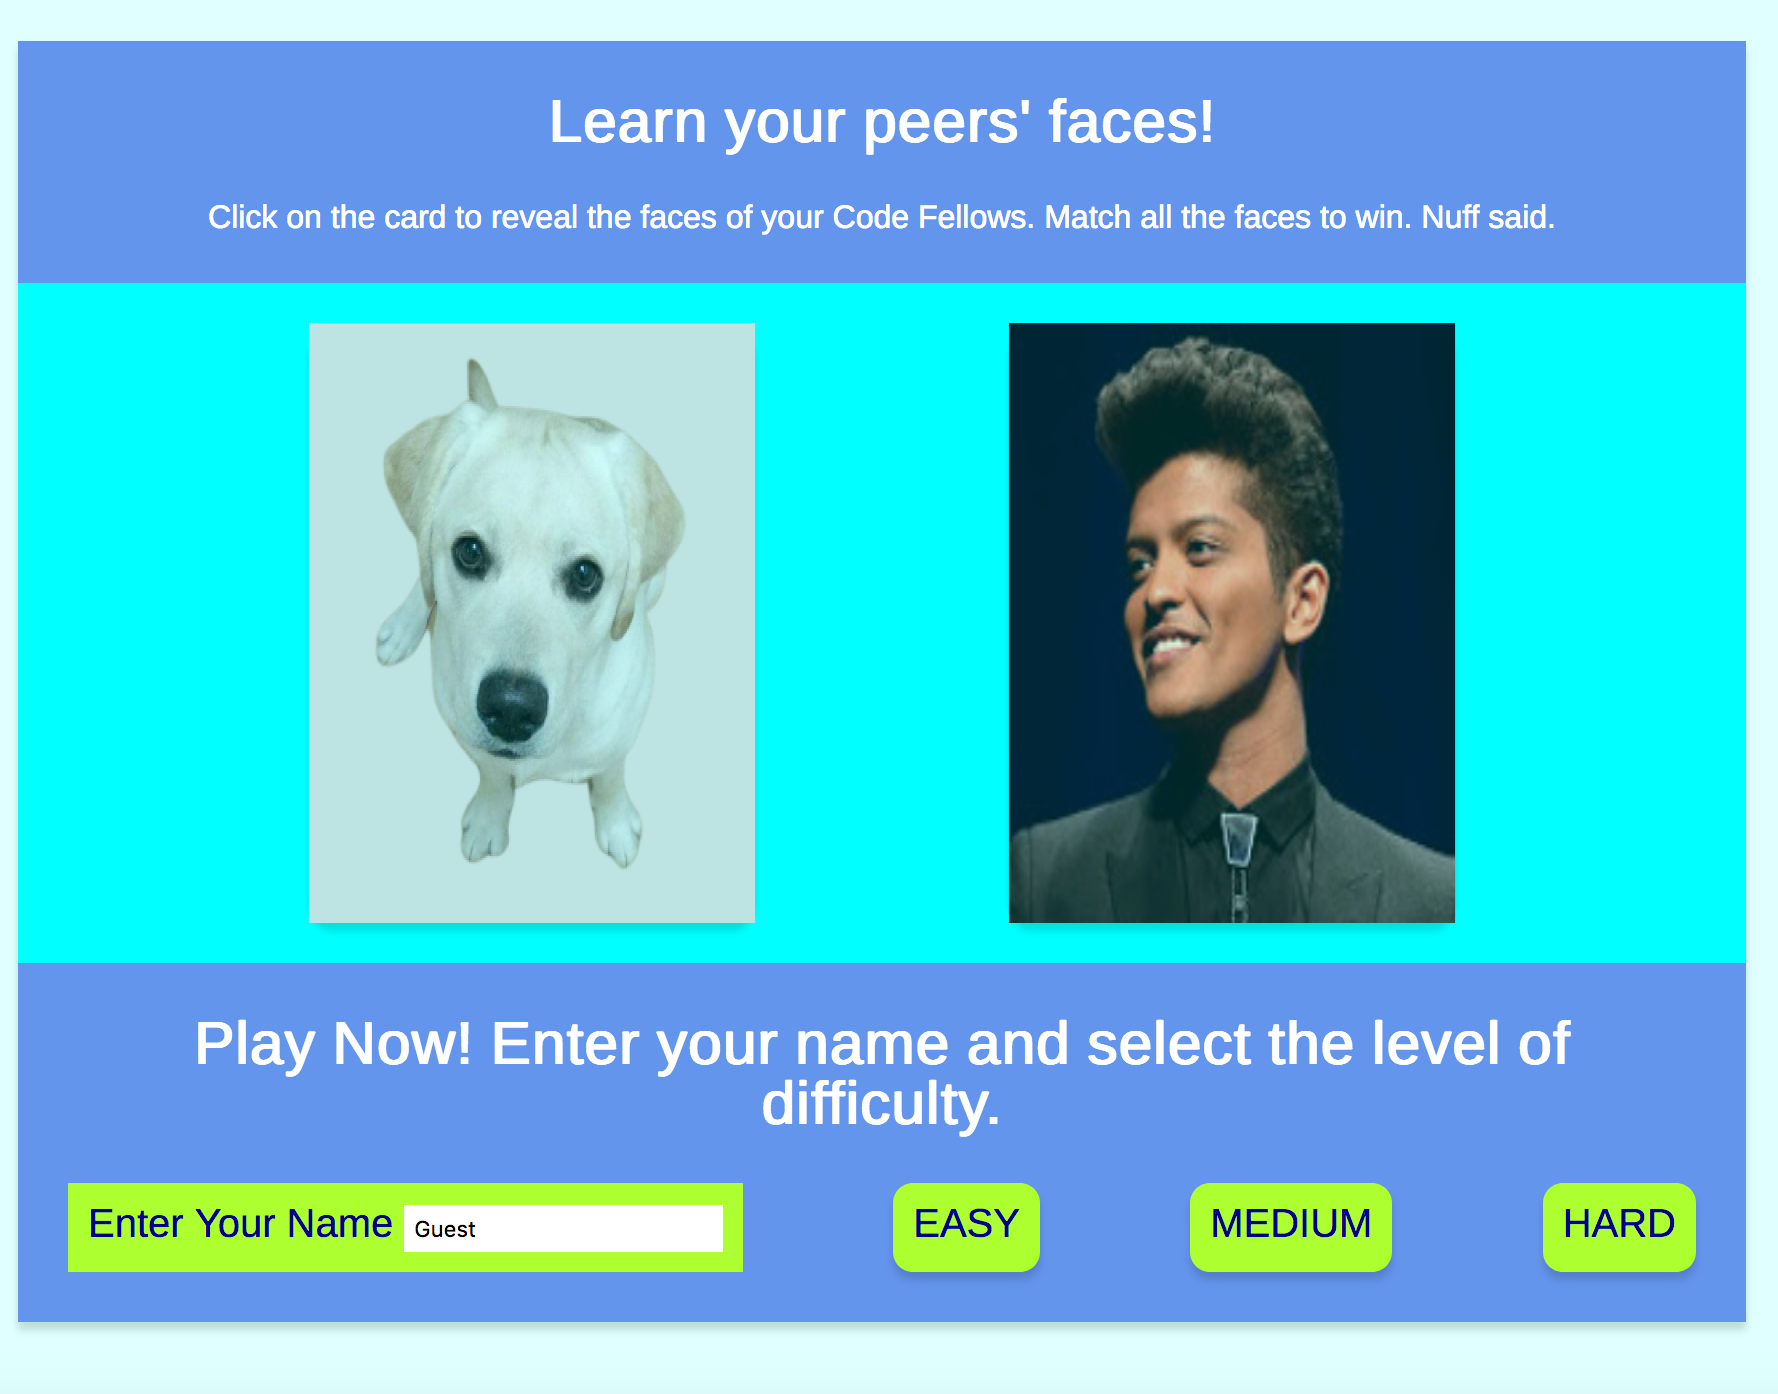 Learn your peers' faces!
Click on the card to reveal the faces of your Code Fellows. Match all the faces to win. Nuff said.
Play Now! Enter your name and select the level of
difficulty.
Enter Your Name Guest EASY MEDIUM HARD